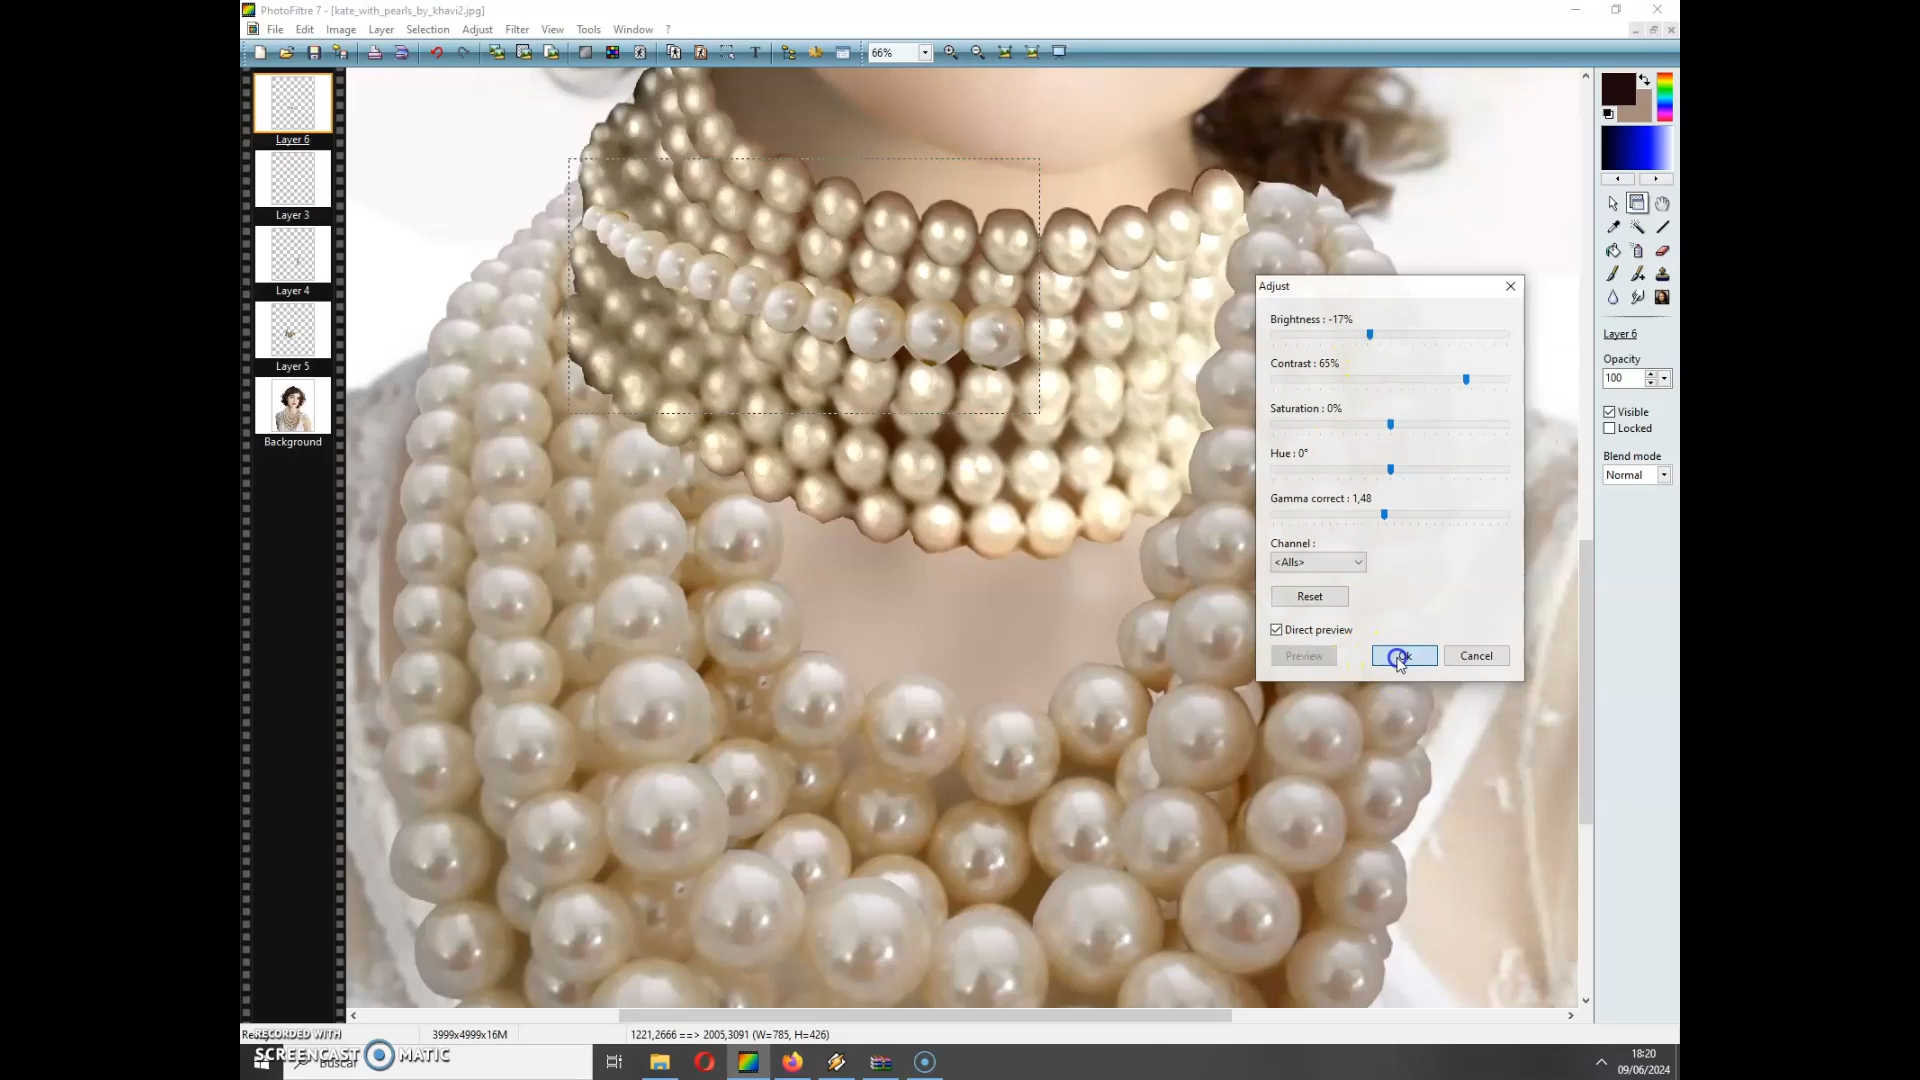 PhotoFiltre 7 - [kate_with_pearls_by_khavi2.jpg]
File Edit Image Layer Selection Adjust Filter View Tools Window ?
66%
Layer 6
Layer 3
Layer 4
Layer 5
Background
Adjust
Brightness : -17%
Contrast : 65%
Saturation : 0%
Hue : 0°
Gamma correct : 1,48
Channel :
<Alls>
Reset
Direct preview
Preview
Ok
Cancel
Layer 6
Opacity
100
Visible
Locked
Blend mode
Normal
3999x4999x16M
1221,2666 ==> 2005,3091 (W=785, H=426)
RECORDED WITH
SCREENCAST MATIC
Buscar
18:20
09/06/2024